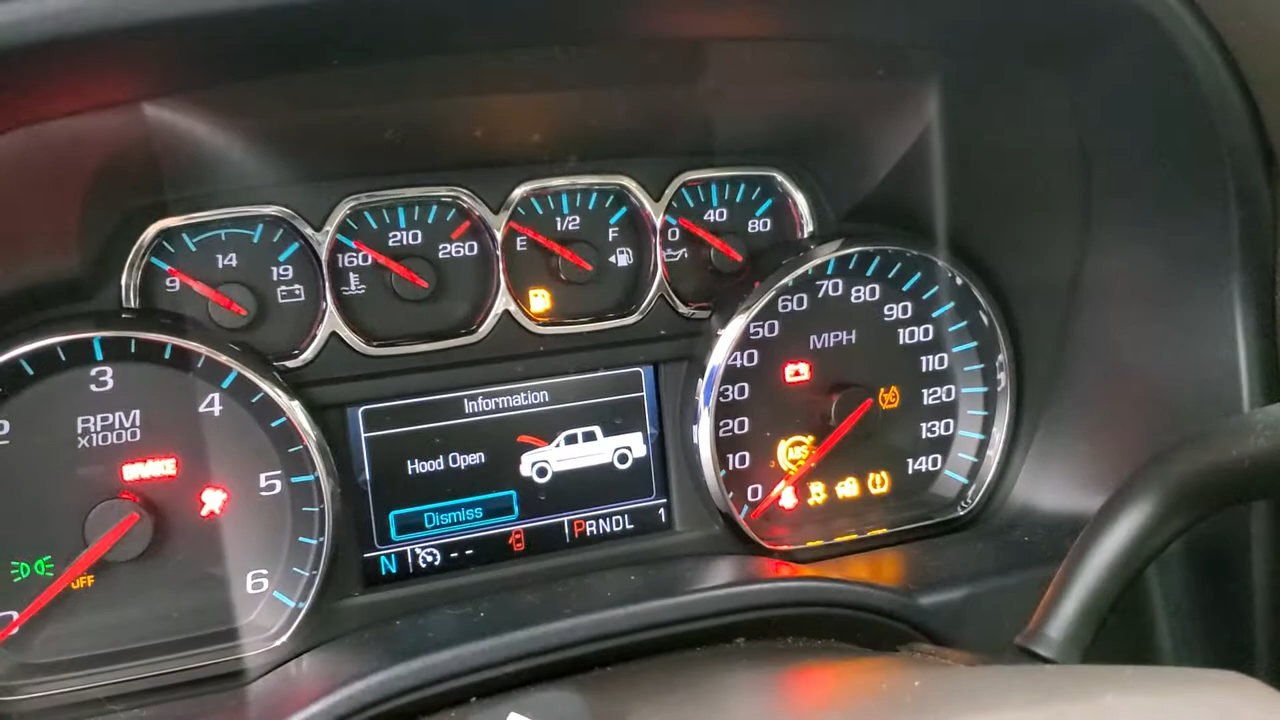 9 14 19
160 210 260
E 1/2 F
0 40 80
3 4 5 6
RPM
x1000
BRAKE
OFF
Information
Hood Open
Dismiss
N -- PRNDL 1
0 10 20 30 40 50 60 70 80 90 100 110 120 130 140
MPH
T/C
ABS